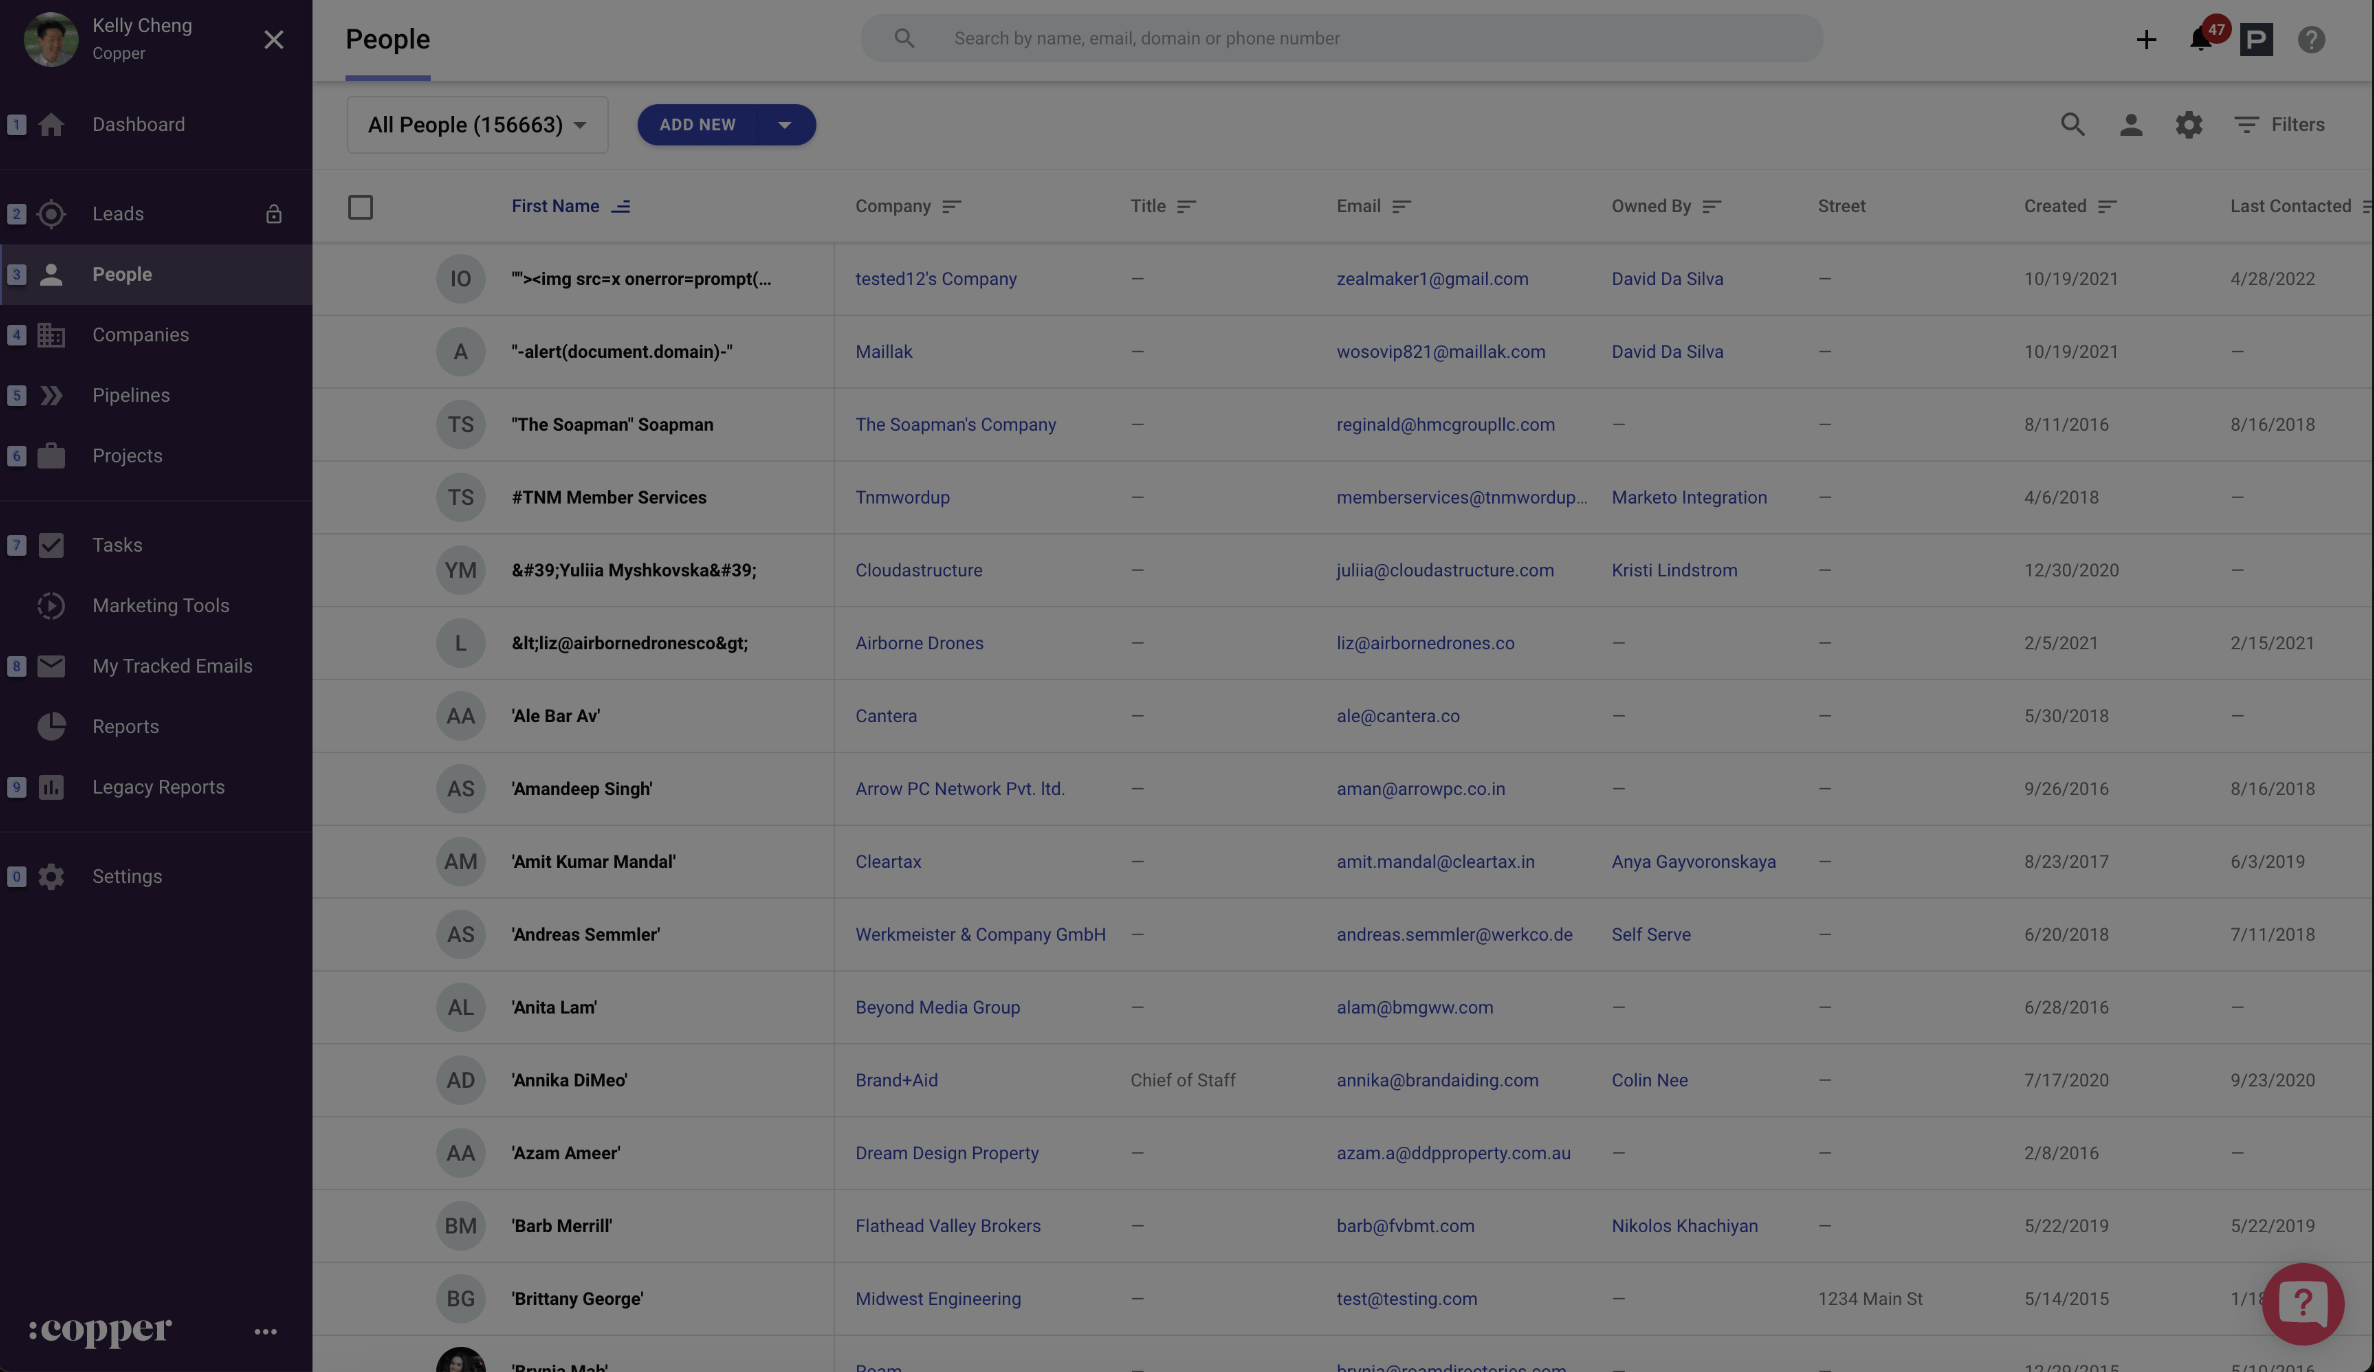 Kelly Cheng
Copper
1 Dashboard
2 Leads
3 People
4 Companies
5 Pipelines
6 Projects
7 Tasks
Marketing Tools
8 My Tracked Emails
Reports
9 Legacy Reports
0 Settings
:copper
People
Search by name, email, domain or phone number
47
P
?
All People (156663)
ADD NEW
Filters
First Name Company Title Email Owned By Street Created Last Contacted
IO ""'><img src=x onerror=prompt(... tested12's Company — zealmaker1@gmail.com David Da Silva — 10/19/2021 4/28/2022
A "-alert(document.domain)-" Maillak — wosovip821@maillak.com David Da Silva — 10/19/2021 —
TS "The Soapman" Soapman The Soapman's Company — reginald@hmcgroupllc.com — — 8/11/2016 8/16/2018
TS #TNM Member Services Tnmwordup — memberservices@tnmwordup... Marketo Integration — 4/6/2018 —
YM &#39;Yuliia Myshkovska&#39; Cloudastructure — juliia@cloudastructure.com Kristi Lindstrom — 12/30/2020 —
L &lt;liz@airbornedronesco&gt; Airborne Drones — liz@airbornedrones.co — — 2/5/2021 2/15/2021
AA 'Ale Bar Av' Cantera — ale@cantera.co — — 5/30/2018 —
AS 'Amandeep Singh' Arrow PC Network Pvt. ltd. — aman@arrowpc.co.in — — 9/26/2016 8/16/2018
AM 'Amit Kumar Mandal' Cleartax — amit.mandal@cleartax.in Anya Gayvoronskaya — 8/23/2017 6/3/2019
AS 'Andreas Semmler' Werkmeister & Company GmbH — andreas.semmler@werkco.de Self Serve — 6/20/2018 7/11/2018
AL 'Anita Lam' Beyond Media Group — alam@bmgww.com — — 6/28/2016 —
AD 'Annika DiMeo' Brand+Aid Chief of Staff annika@brandaiding.com Colin Nee — 7/17/2020 9/23/2020
AA 'Azam Ameer' Dream Design Property — azam.a@ddpproperty.com.au — — 2/8/2016 —
BM 'Barb Merrill' Flathead Valley Brokers — barb@fvbmt.com Nikolos Khachiyan — 5/22/2019 5/22/2019
BG 'Brittany George' Midwest Engineering — test@testing.com — 1234 Main St 5/14/2015 1/18
?
'Brynja Mah' Roam — brynja@roamdirectories.com — — 12/29/2015 5/10/2016